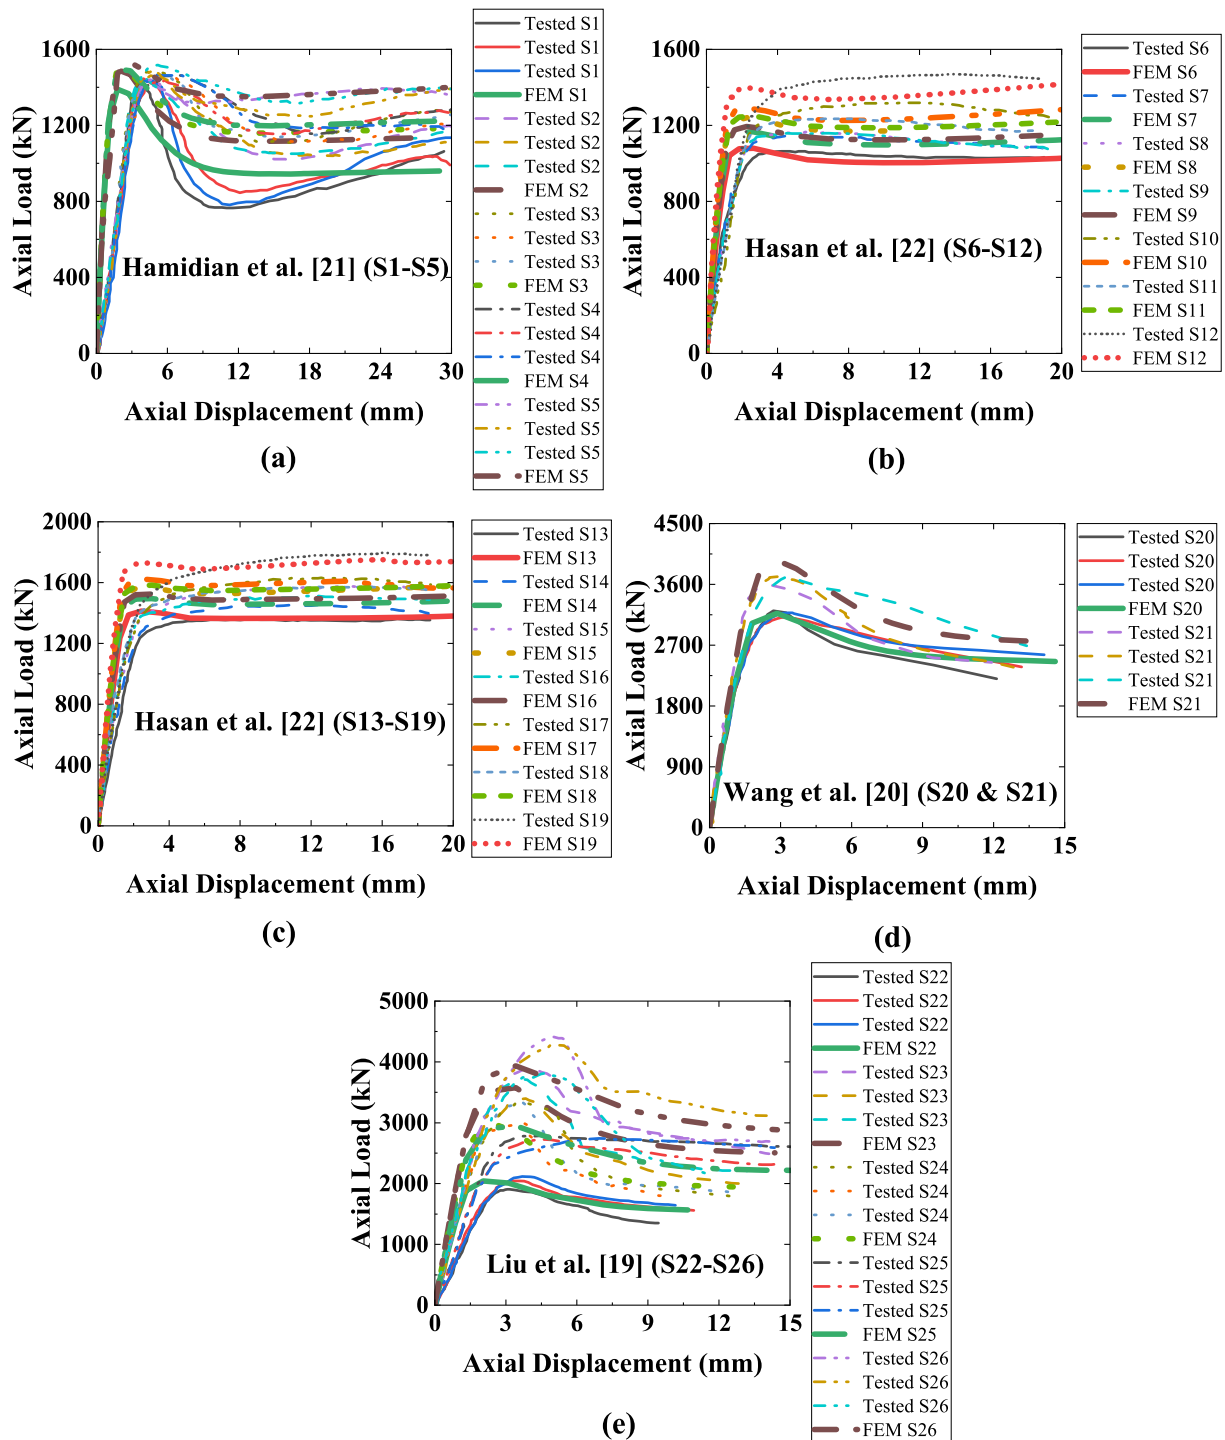 1600
1200
800
400
0
0
6
12
18
24
30
Axial Load (kN)
Axial Displacement (mm)
Hamidian et al. [21] (S1-S5)
(a)
Tested S1
Tested S1
Tested S1
FEM S1
Tested S2
Tested S2
Tested S2
FEM S2
Tested S3
Tested S3
Tested S3
FEM S3
Tested S4
Tested S4
Tested S4
FEM S4
Tested S5
Tested S5
Tested S5
FEM S5
1600
1200
800
400
0
0
4
8
12
16
20
Axial Load (kN)
Axial Displacement (mm)
Hasan et al. [22] (S6-S12)
(b)
Tested S6
FEM S6
Tested S7
FEM S7
Tested S8
FEM S8
Tested S9
FEM S9
Tested S10
FEM S10
Tested S11
FEM S11
Tested S12
FEM S12
2000
1600
1200
800
400
0
0
4
8
12
16
20
Axial Load (kN)
Axial Displacement (mm)
Hasan et al. [22] (S13-S19)
(c)
Tested S13
FEM S13
Tested S14
FEM S14
Tested S15
FEM S15
Tested S16
FEM S16
Tested S17
FEM S17
Tested S18
FEM S18
Tested S19
FEM S19
4500
3600
2700
1800
900
0
0
3
6
9
12
15
Axial Load (kN)
Axial Displacement (mm)
Wang et al. [20] (S20 & S21)
(d)
Tested S20
Tested S20
Tested S20
FEM S20
Tested S21
Tested S21
Tested S21
FEM S21
5000
4000
3000
2000
1000
0
0
3
6
9
12
15
Axial Load (kN)
Axial Displacement (mm)
Liu et al. [19] (S22-S26)
(e)
Tested S22
Tested S22
Tested S22
FEM S22
Tested S23
Tested S23
Tested S23
FEM S23
Tested S24
Tested S24
Tested S24
FEM S24
Tested S25
Tested S25
Tested S25
FEM S25
Tested S26
Tested S26
Tested S26
FEM S26